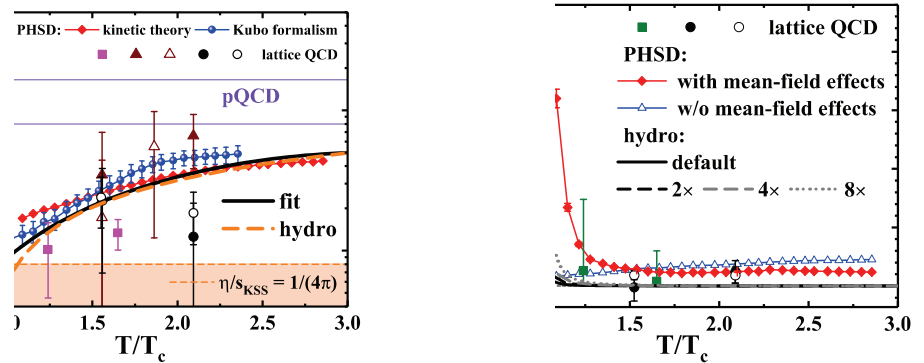 PHSD: kinetic theory Kubo formalism
lattice QCD
pQCD
fit
hydro
η/s_KSS = 1/(4π)
0 1.5 2.0 2.5 3.0
T/T_c
lattice QCD
PHSD:
with mean-field effects
w/o mean-field effects
hydro:
default
2× 4× 8×
1.5 2.0 2.5 3.0
T/T_c